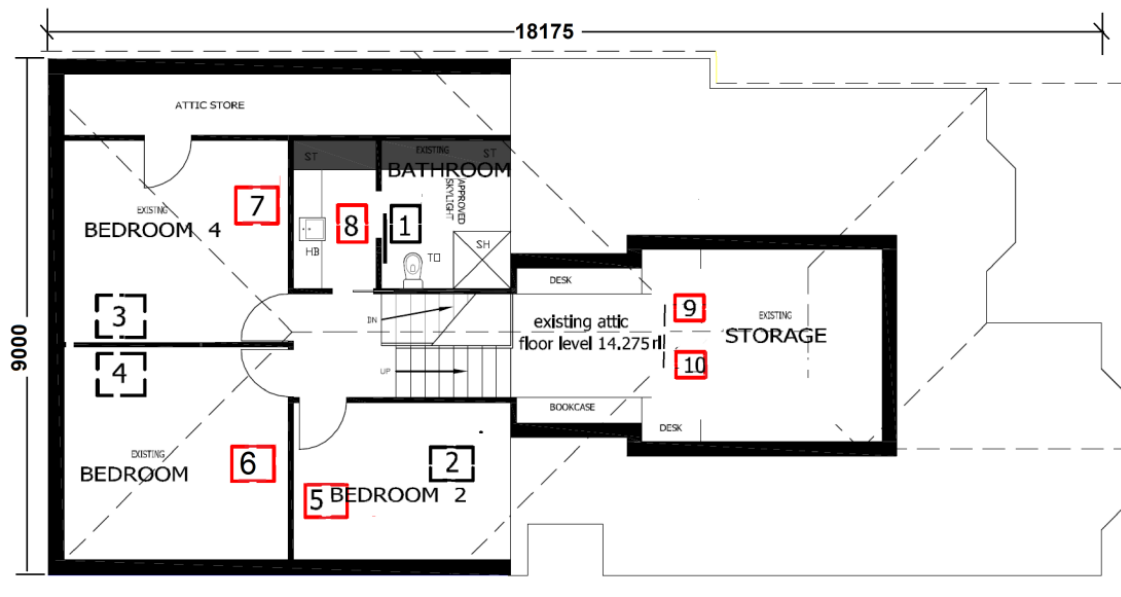 18175
9000
ATTIC STORE
ST
EXISTING
ST
BATHROOM
APPROVED
SKYLIGHT
7
8
1
EXISTING
BEDROOM 4
HB
TO
SH
DESK
3
DN
existing attic
floor level 14.275 rl
9
EXISTING
STORAGE
4
UP
10
BOOKCASE
DESK
EXISTING
BEDROOM
6
2
5
BEDROOM 2